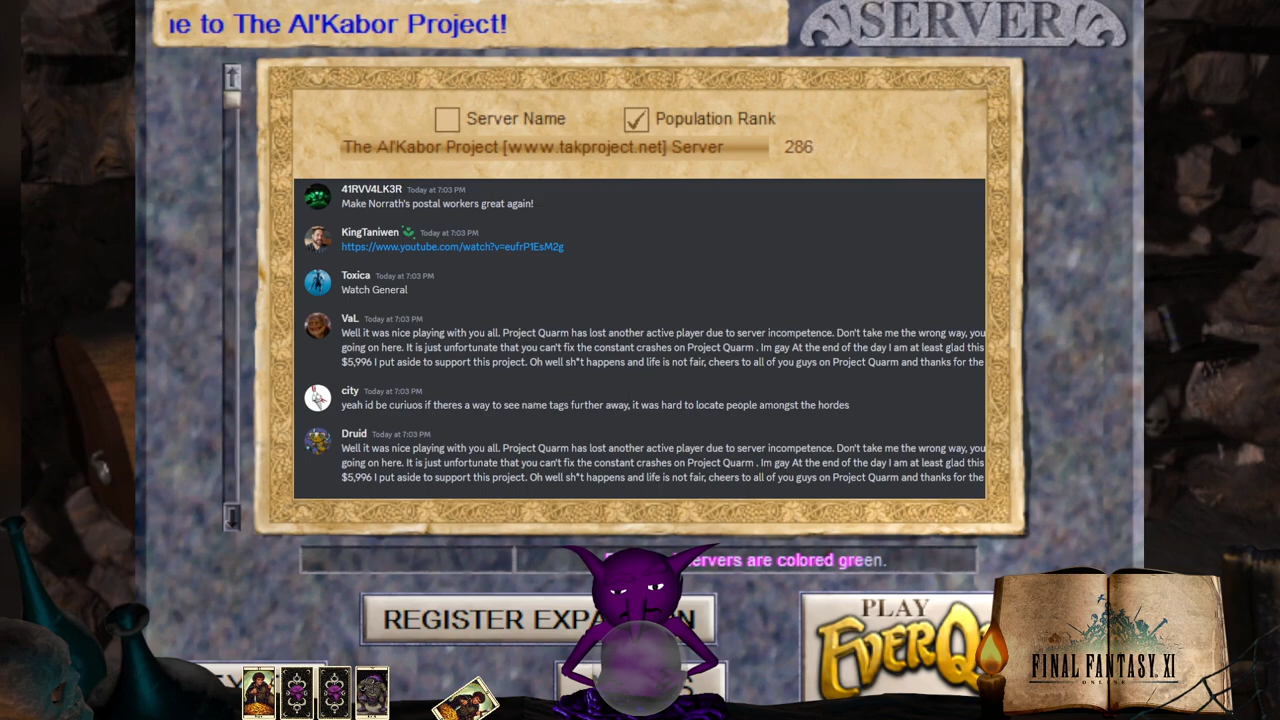 ie to The Al'Kabor Project!
SERVER
Server Name
Population Rank
The Al'Kabor Project [www.takproject.net] Server 286
41RVV4LK3R Today at 7:03 PM
Make Norrath's postal workers great again!
KingTaniwen Today at 7:03 PM
https://www.youtube.com/watch?v=eufrP1EsM2g
Toxica Today at 7:03 PM
Watch General
VaL Today at 7:03 PM
Well it was nice playing with you all. Project Quarm has lost another active player due to server incompetence. Don't take me the wrong way, you
going on here. It is just unfortunate that you can't fix the constant crashes on Project Quarm . Im gay At the end of the day I am at least glad this
$5,996 I put aside to support this project. Oh well sh*t happens and life is not fair, cheers to all of you guys on Project Quarm and thanks for the
city Today at 7:03 PM
yeah id be curiuos if theres a way to see name tags further away, it was hard to locate people amongst the hordes
Druid Today at 7:03 PM
Well it was nice playing with you all. Project Quarm has lost another active player due to server incompetence. Don't take me the wrong way, you
going on here. It is just unfortunate that you can't fix the constant crashes on Project Quarm . Im gay At the end of the day I am at least glad this
$5,996 I put aside to support this project. Oh well sh*t happens and life is not fair, cheers to all of you guys on Project Quarm and thanks for the
ervers are colored green.
REGISTER EXPA N
PLAY
EVERQ
FINAL FANTASY XI
ONLINE